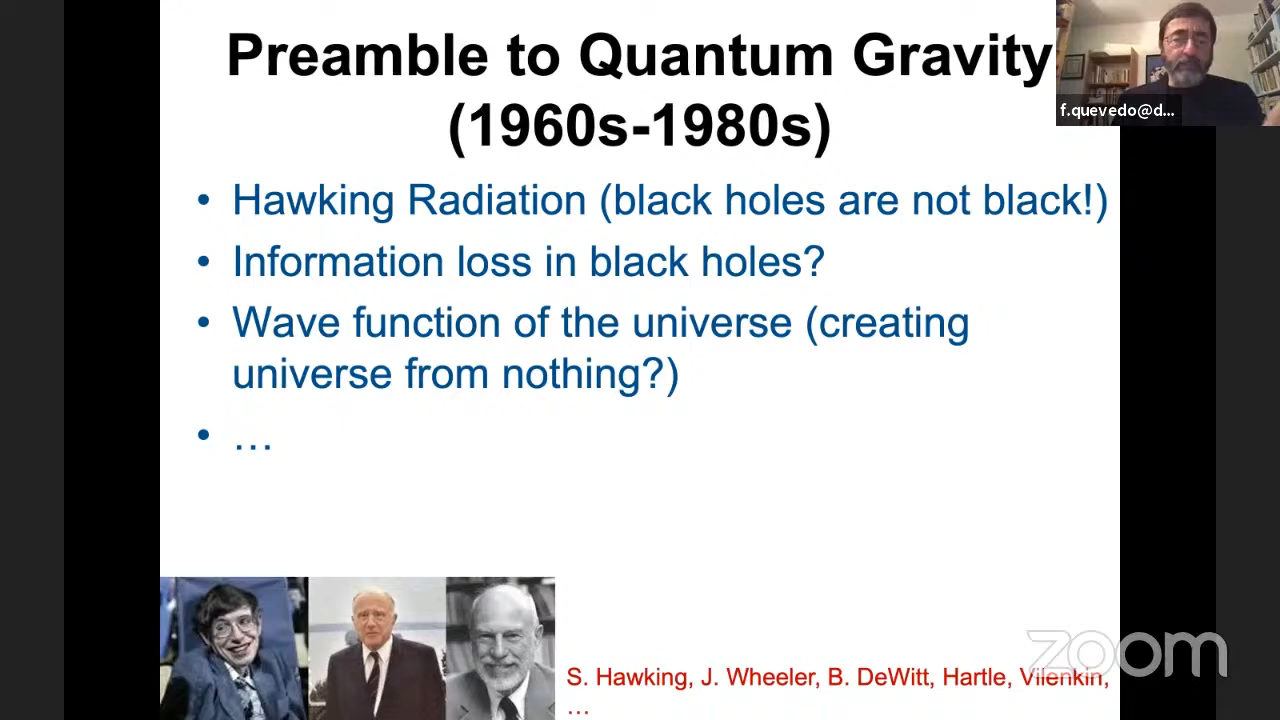 Preamble to Quantum Gravity
(1960s-1980s)
f.quevedo@d...
• Hawking Radiation (black holes are not black!)
• Information loss in black holes?
• Wave function of the universe (creating
universe from nothing?)
• …
S. Hawking, J. Wheeler, B. DeWitt, Hartle, Vilenkin,
…
zoom